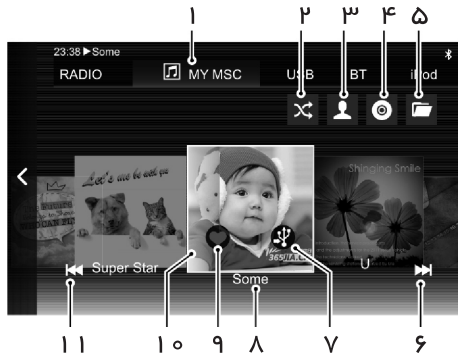 ۱ ۲ ۳ ۴ ۵
23:38 ▶ Some
RADIO MY MSC USB BT iPod
Let's me be with you
Shinging Smile
U
365
Super Star
Some
U
۱۱ ۱۰ ۹ ۸ ۷ ۶